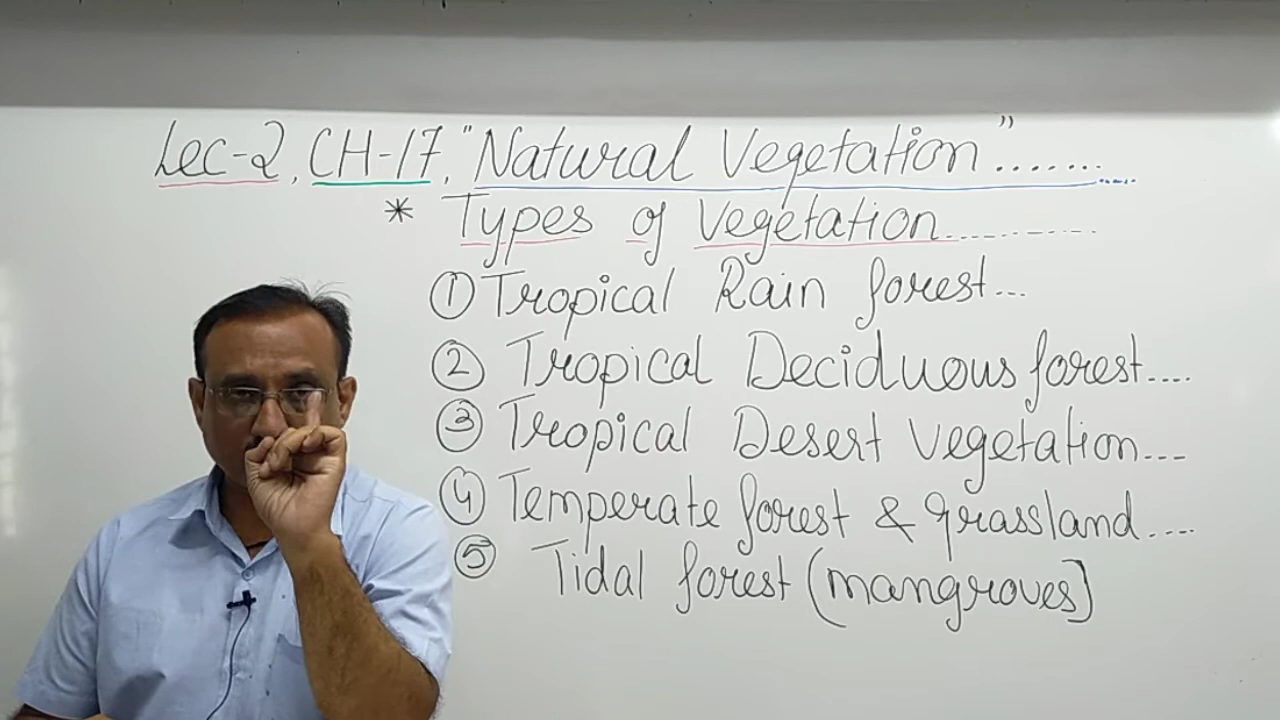 Lec-2, CH-17, "Natural Vegetation".......
* Types of Vegetation............
① Tropical Rain forest...
② Tropical Deciduous forest....
③ Tropical Desert Vegetation...
④ Temperate forest & grassland....
⑤ Tidal forest (mangroves]